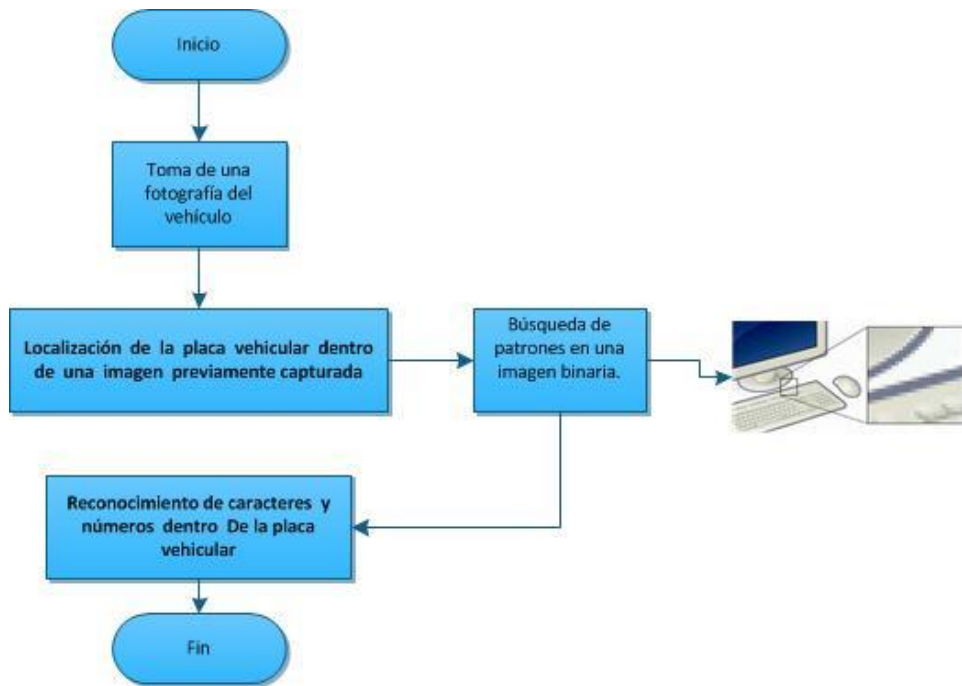 Inicio
Toma de una
fotografía del
vehículo
Localización de la placa vehicular dentro
de una imagen previamente capturada
Búsqueda de
patrones en una
imagen binaria.
Reconocimiento de caracteres y
números dentro De la placa
vehicular
Fin